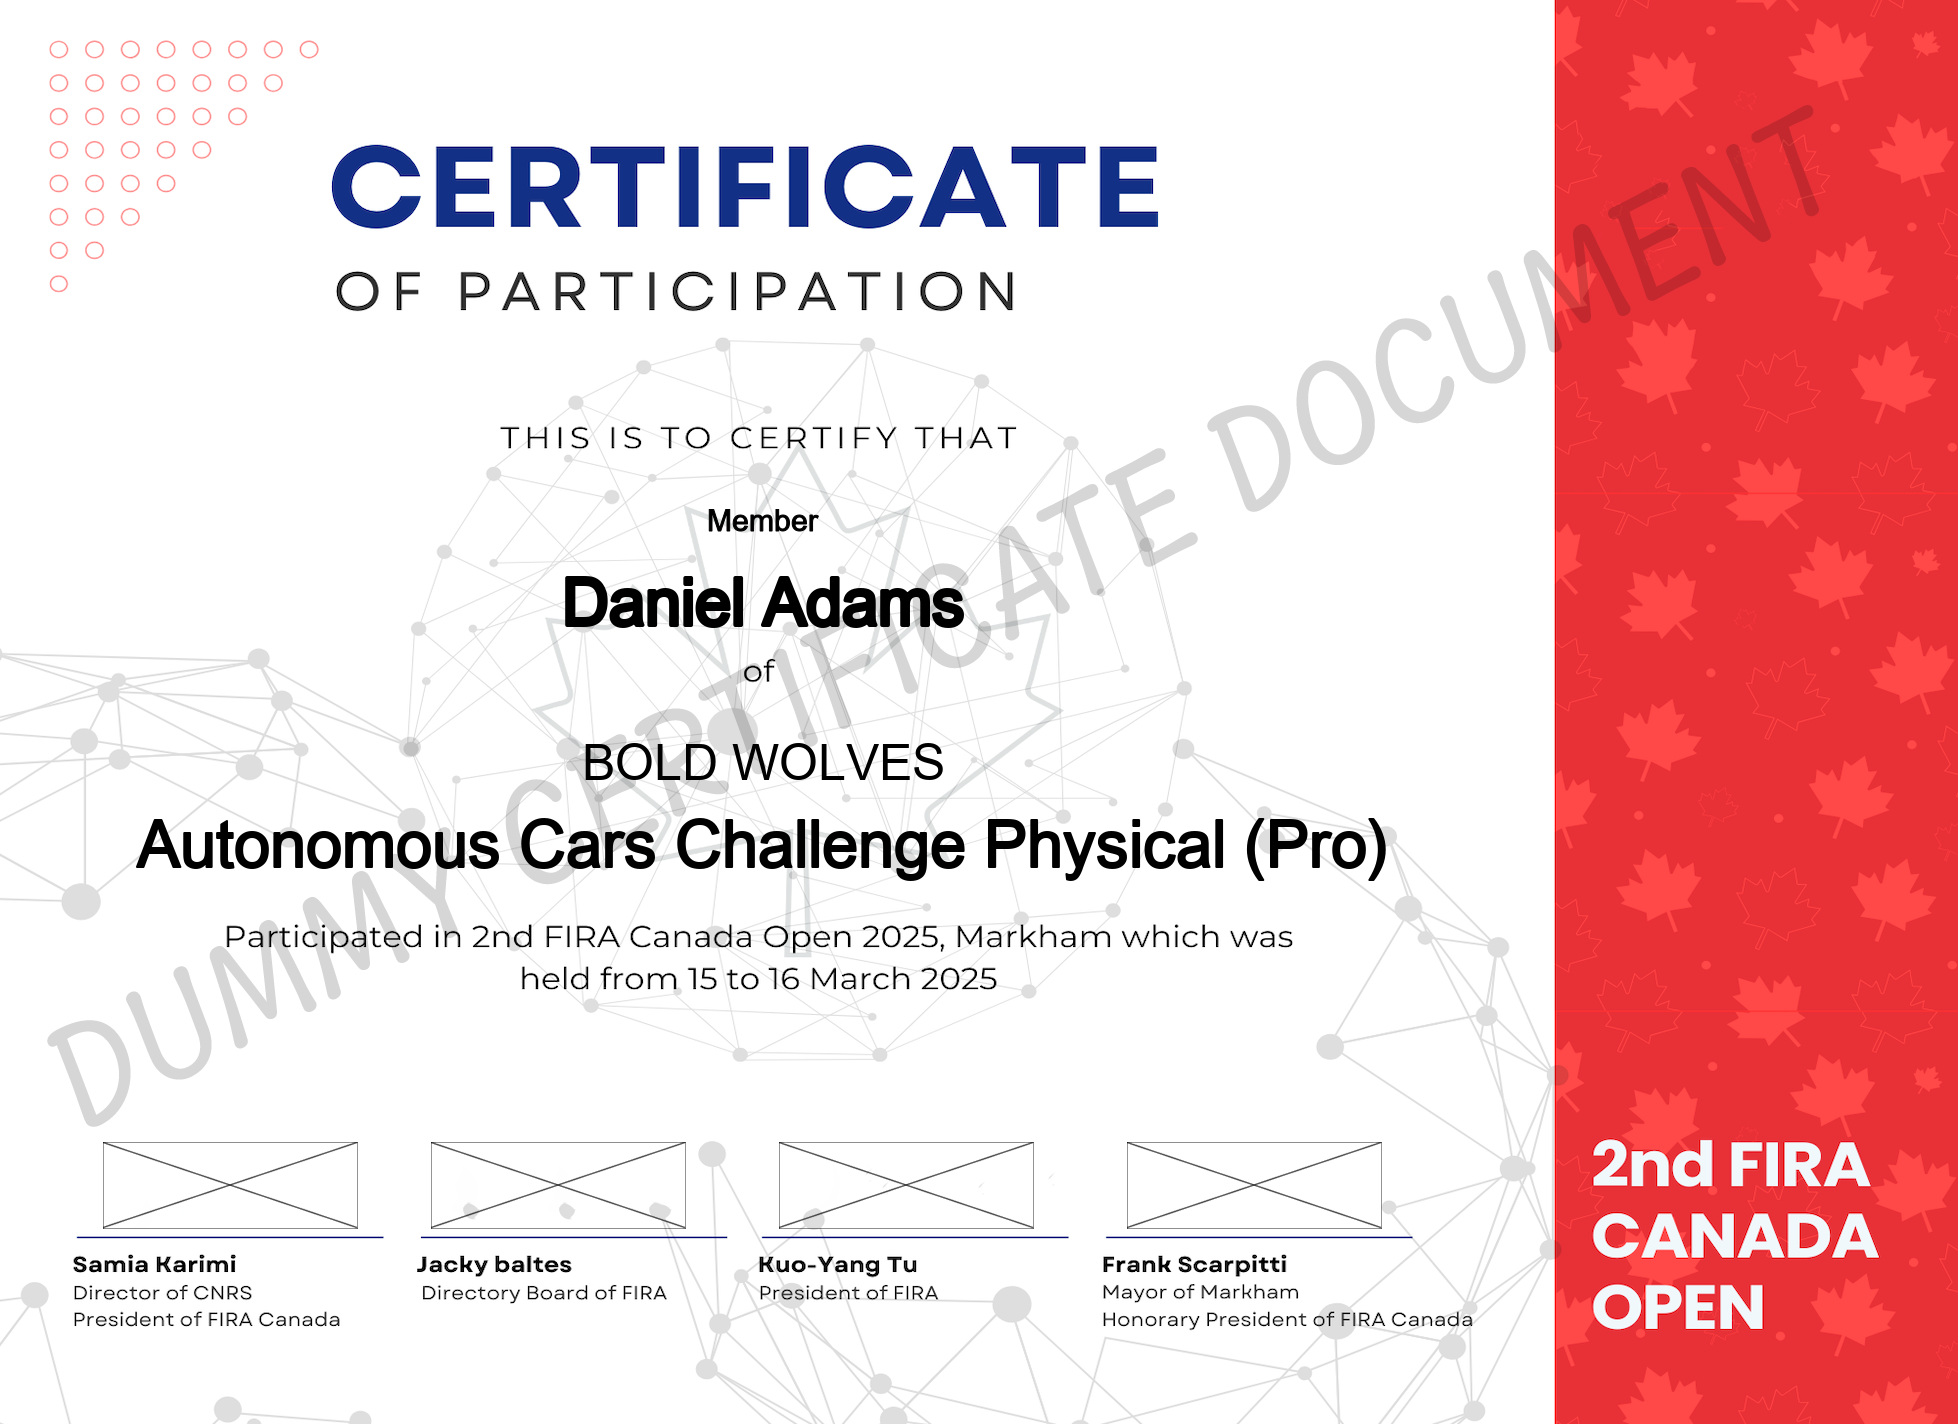 CERTIFICATE
OF PARTICIPATION
THIS IS TO CERTIFY THAT
Member
Daniel Adams
of
BOLD WOLVES
Autonomous Cars Challenge Physical (Pro)
Participated in 2nd FIRA Canada Open 2025, Markham which was
held from 15 to 16 March 2025
DUMMY CERTIFICATE DOCUMENT
Samia Karimi
Director of CNRS
President of FIRA Canada
Jacky baltes
Directory Board of FIRA
Kuo-Yang Tu
President of FIRA
Frank Scarpitti
Mayor of Markham
Honorary President of FIRA Canada
2nd FIRA
CANADA
OPEN